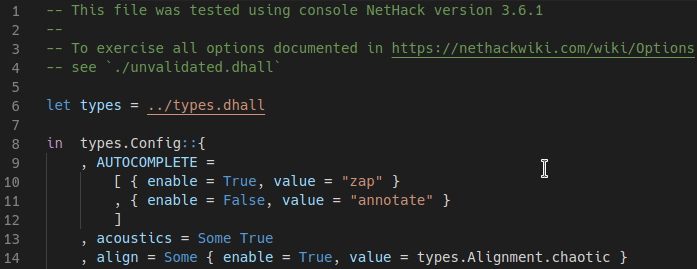 1 -- This file was tested using console NetHack version 3.6.1
2 --
3 -- To exercise all options documented in https://nethackwiki.com/wiki/Options
4 -- see `./unvalidated.dhall`
5
6 let types = ../types.dhall
7
8 in  types.Config::{
9     , AUTOCOMPLETE =
10         [ { enable = True, value = "zap" }
11         , { enable = False, value = "annotate" }
12         ]
13     , acoustics = Some True
14     , align = Some { enable = True, value = types.Alignment.chaotic }